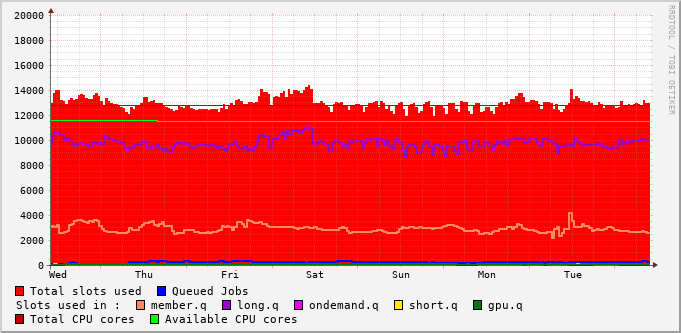 RRDTOOL / TOBI OETIKER
20000
18000
16000
14000
12000
10000
8000
6000
4000
2000
0
Wed Thu Fri Sat Sun Mon Tue
Total slots used Queued Jobs
Slots used in : member.q long.q ondemand.q short.q gpu.q
Total CPU cores Available CPU cores